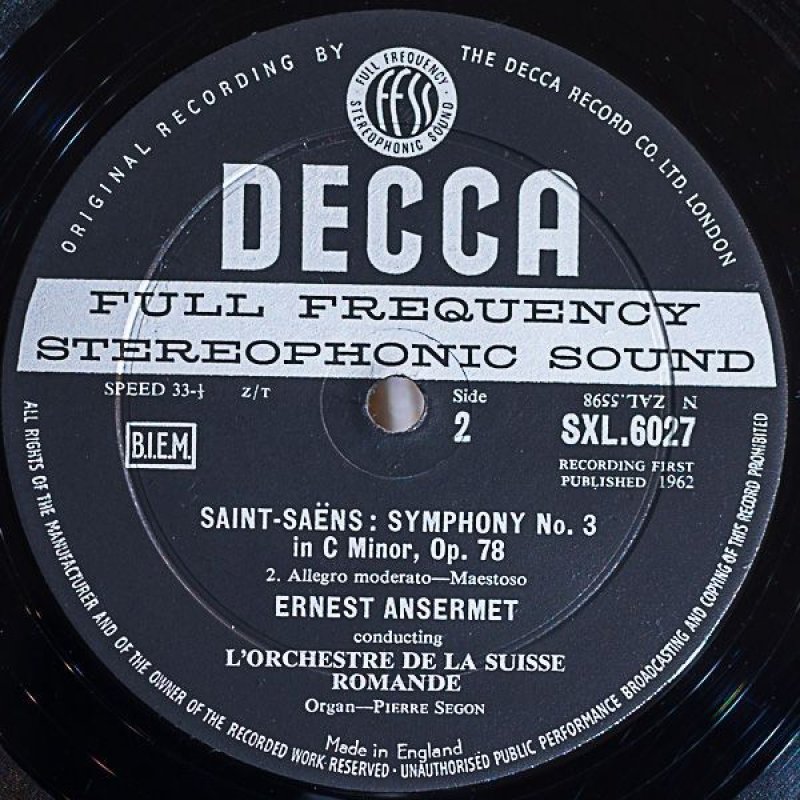 ORIGINAL RECORDING BY
THE DECCA RECORD CO. LTD. LONDON
FULL FREQUENCY
FFSS
STEREOPHONIC SOUND
DECCA
FULL FREQUENCY
STEREOPHONIC SOUND
SPEED 33-⅓ Z/T
Side
2
N ZAL.5598
SXL.6027
B.I.E.M.
RECORDING FIRST
PUBLISHED 1962
SAINT-SAËNS: SYMPHONY No. 3
in C Minor, Op. 78
2. Allegro moderato—Maestoso
ERNEST ANSERMET
conducting
L'ORCHESTRE DE LA SUISSE
ROMANDE
Organ—PIERRE SEGON
Made in England
ALL RIGHTS OF THE MANUFACTURER AND OF THE OWNER OF THE RECORDED WORK RESERVED · UNAUTHORISED PUBLIC PERFORMANCE BROADCASTING AND COPYING OF THIS RECORD PROHIBITED